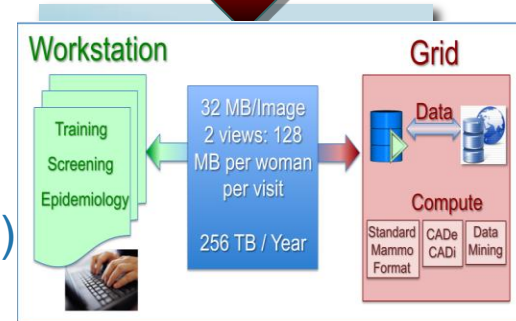 Workstation
Training
Screening
Epidemiology
)
32 MB/Image
2 views: 128
MB per woman
per visit
256 TB / Year
Grid
Data
Compute
Standard
Mammo
Format
CADe
CADi
Data
Mining